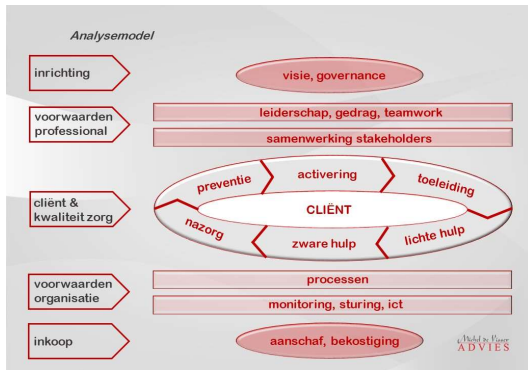 Analysemodel
inrichting
visie, governance
voorwaarden
professional
leiderschap, gedrag, teamwork
samenwerking stakeholders
cliënt &
kwaliteit zorg
preventie
activering
toeleiding
CLIËNT
nazorg
zware hulp
lichte hulp
voorwaarden
organisatie
processen
monitoring, sturing, ict
inkoop
aanschaf, bekostiging
ADVIES